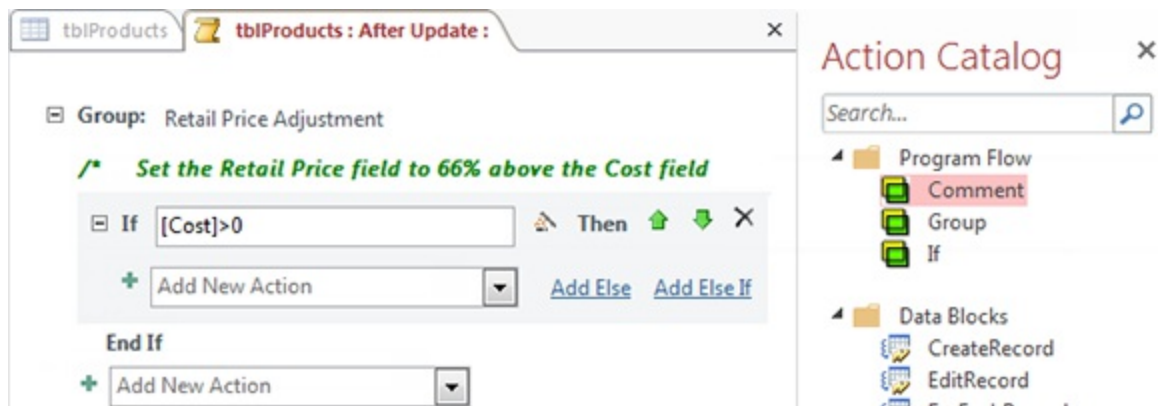 tblProducts
tblProducts : After Update :
Action Catalog
Search...
Group: Retail Price Adjustment
/* Set the Retail Price field to 66% above the Cost field
If [Cost]>0 Then
Add New Action Add Else Add Else If
End If
Add New Action
Program Flow
Comment
Group
If
Data Blocks
CreateRecord
EditRecord